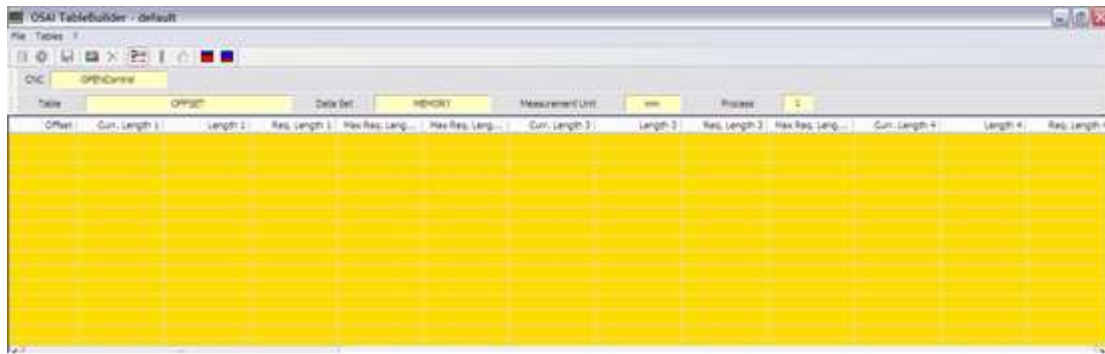 OSAI TableBuilder - default
File Tables ?
CNC OPENControl
Table OFFSET Data Set MEMORY Measurement Unit mm Process 1
Offset Curr. Length 1 Length 1 Req. Length 1 Max Req. Leng... Max Req. Leng... Curr. Length 3 Length 3 Req. Length 3 Max Req. Leng... Curr. Length 4 Length 4 Req. Length 4